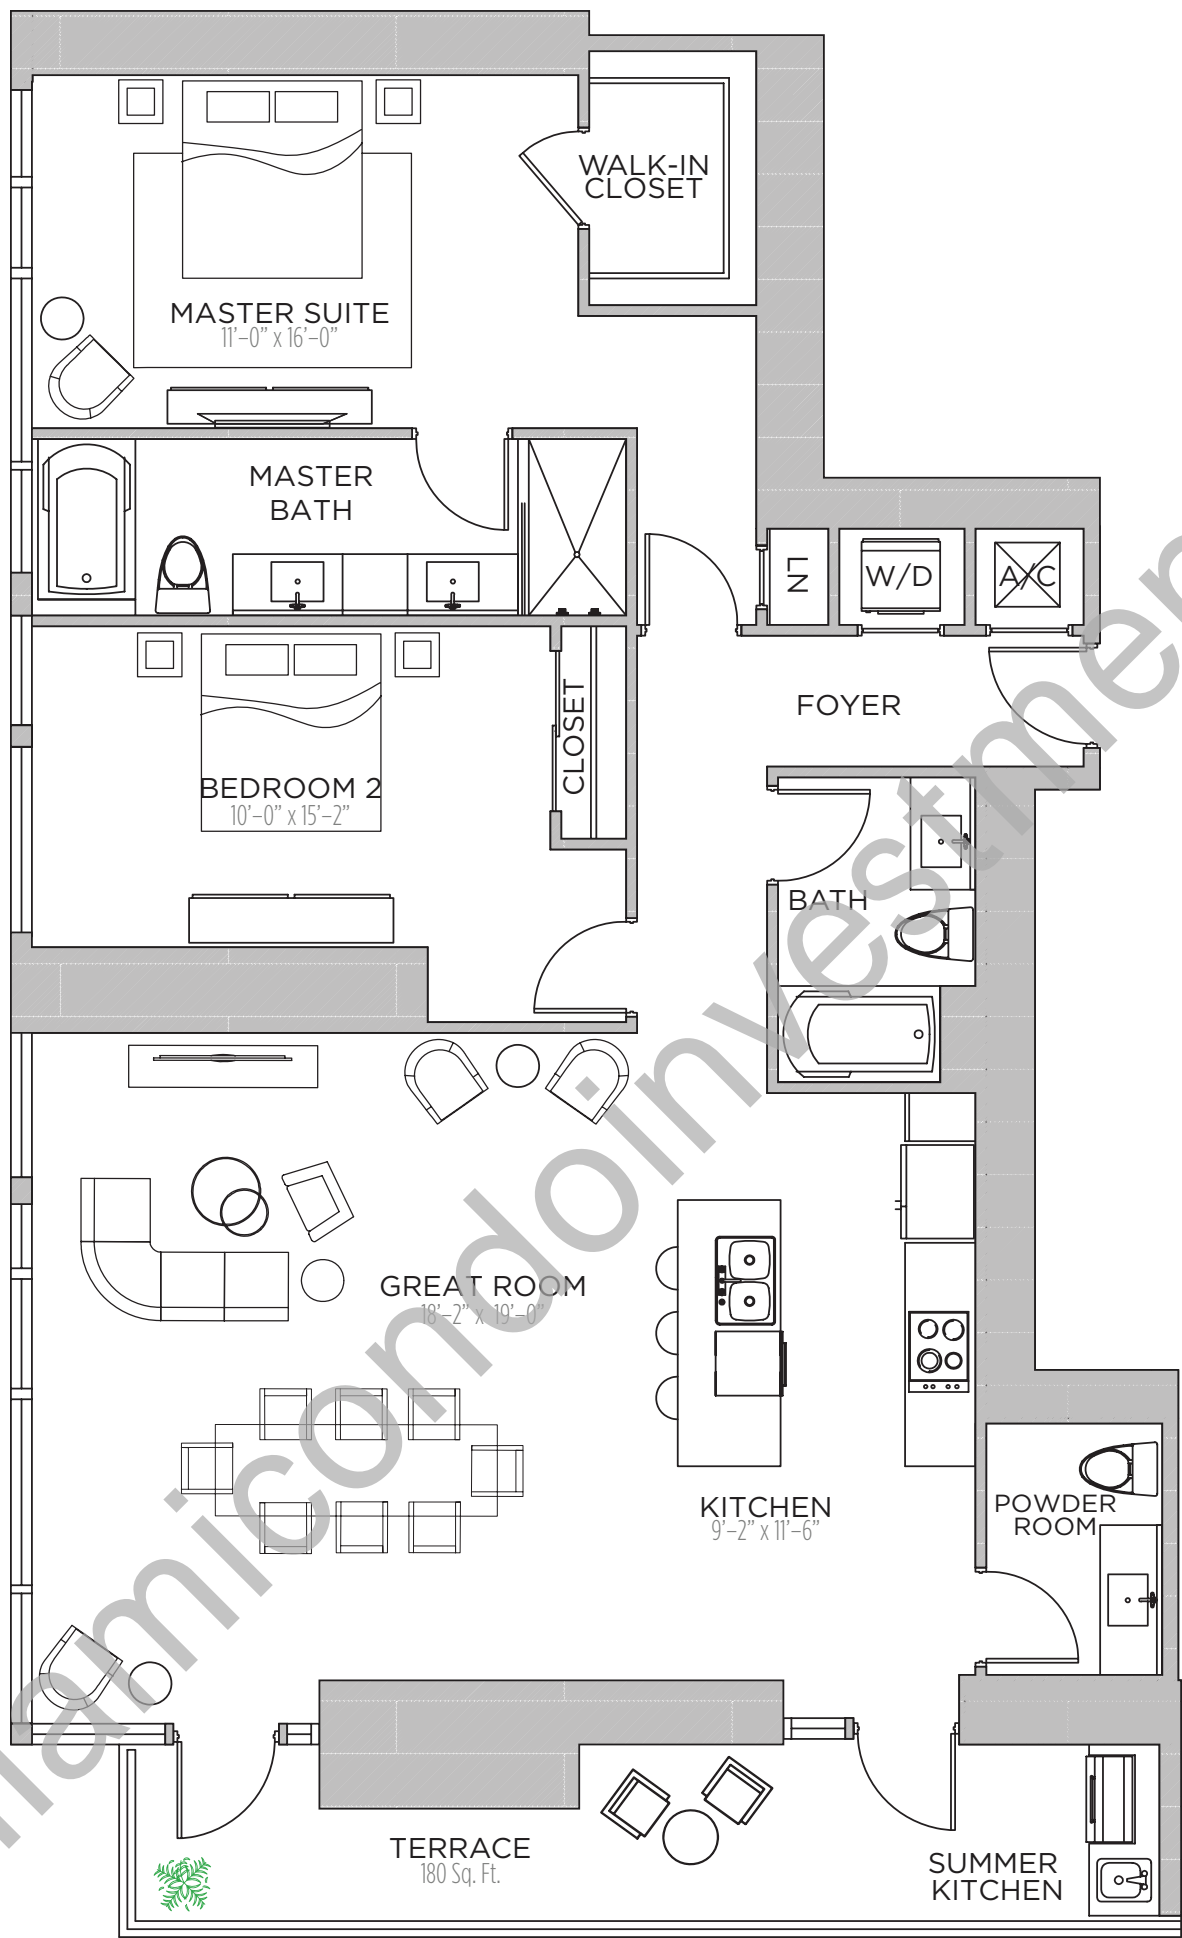 WALK-IN
CLOSET
MASTER SUITE
11'-0" x 16'-0"
MASTER
BATH
LN
W/D
A/C
FOYER
CLOSET
BEDROOM 2
10'-0" x 15'-2"
BATH
GREAT ROOM
18'-2" x 19'-0"
KITCHEN
9'-2" x 11'-6"
POWDER
ROOM
TERRACE
180 Sq. Ft.
SUMMER
KITCHEN
miamicondoinvestmen